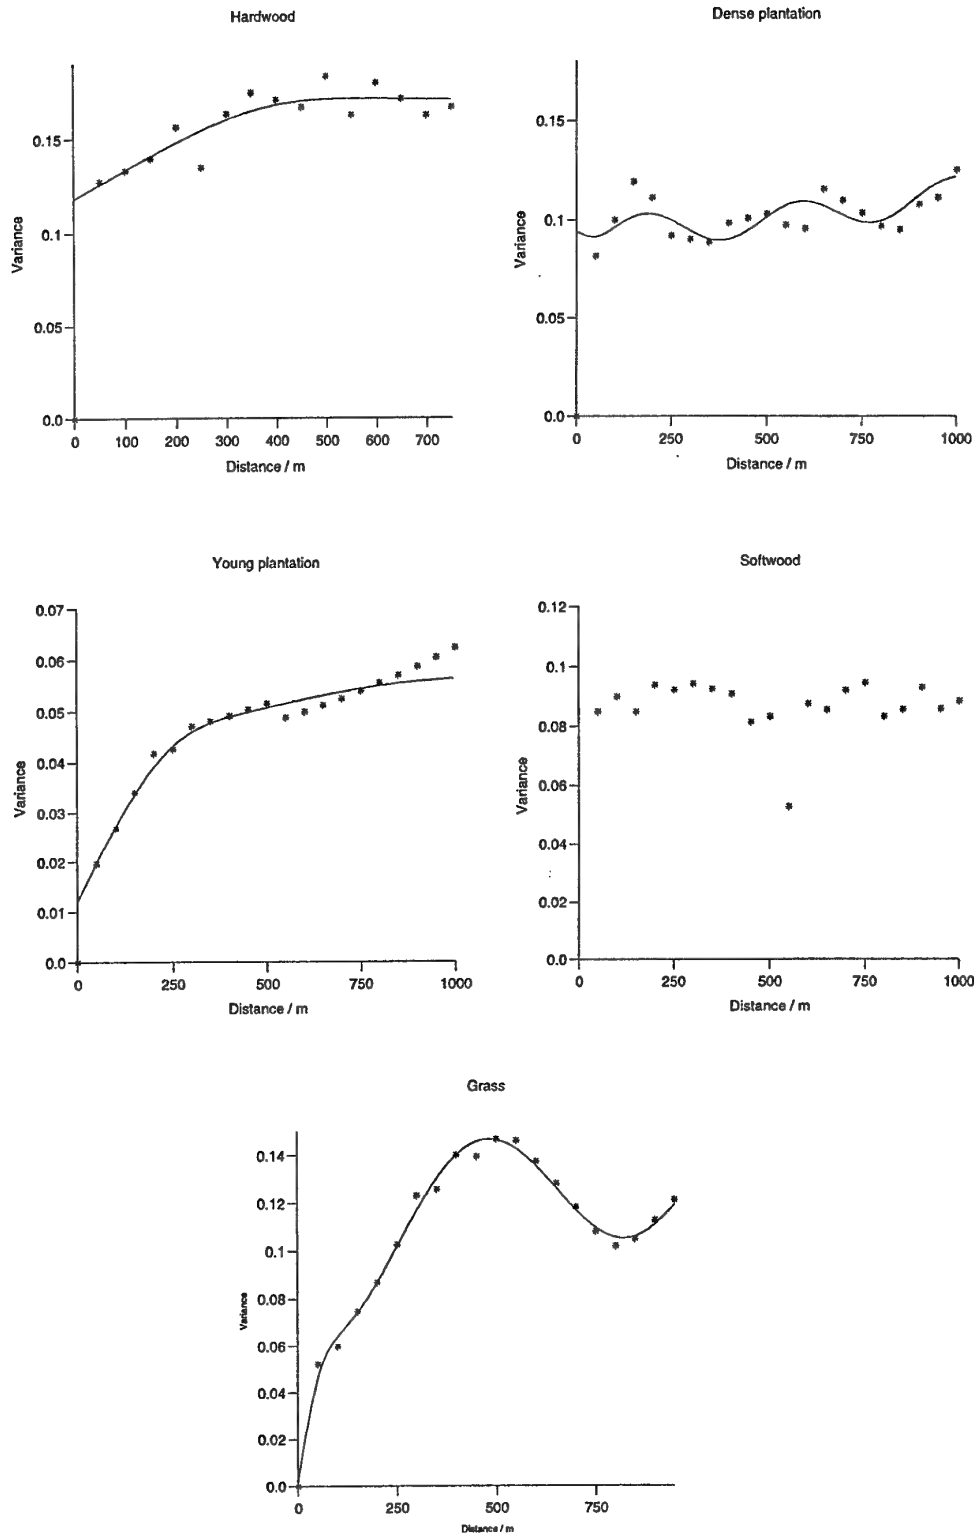 Hardwood
0.15
0.1
0.05
0.0
Variance
0 100 200 300 400 500 600 700
Distance / m
Dense plantation
0.15
0.1
0.05
0.0
Variance
0 250 500 750 1000
Distance / m
Young plantation
0.07
0.06
0.05
0.04
0.03
0.02
0.01
0.0
Variance
0 250 500 750 1000
Distance / m
Softwood
0.12
0.1
0.08
0.06
0.04
0.02
0.0
Variance
0 250 500 750 1000
Distance / m
Grass
0.14
0.12
0.1
0.08
0.06
0.04
0.02
0.0
Variance
0 250 500 750
Distance / m